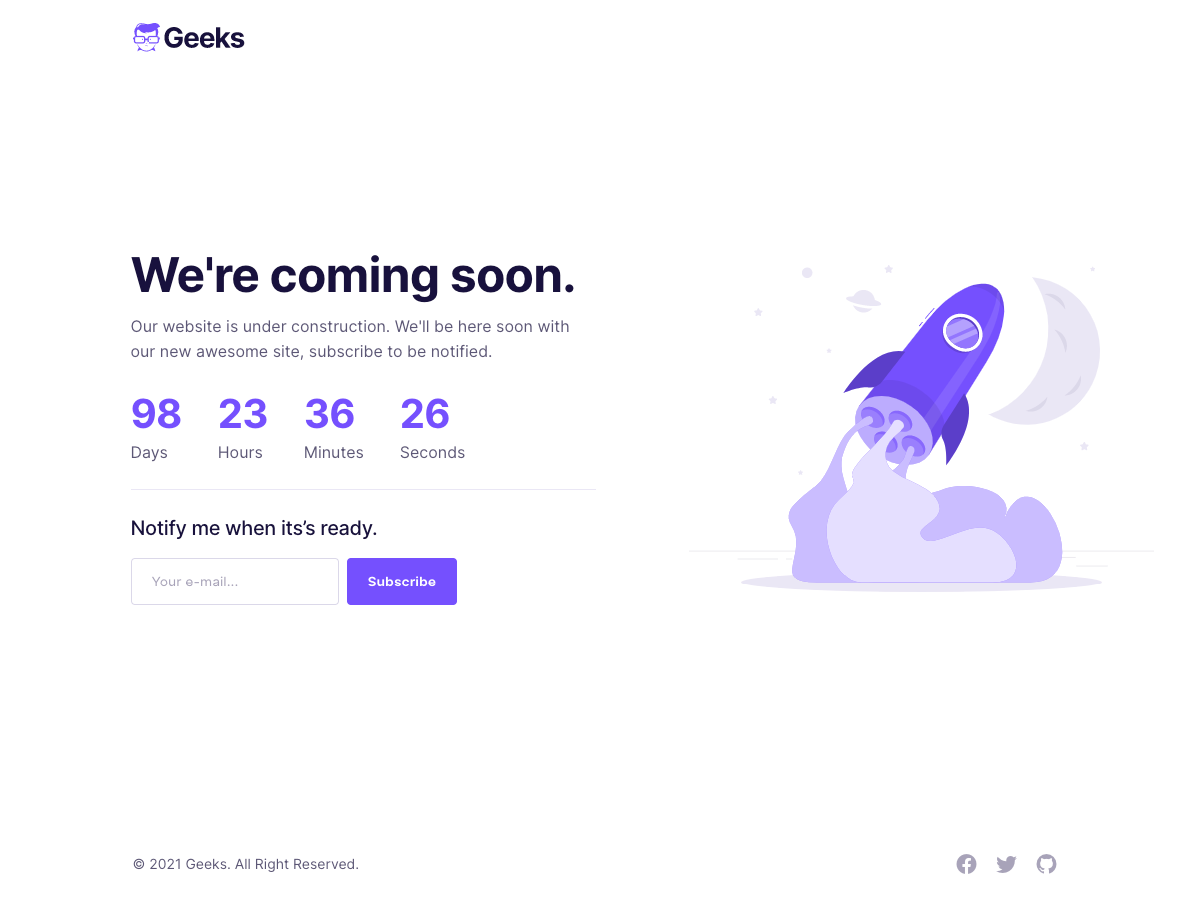 Geeks
We're coming soon.
Our website is under construction. We'll be here soon with
our new awesome site, subscribe to be notified.
98 23 36 26
Days Hours Minutes Seconds
Notify me when its’s ready.
Your e-mail... Subscribe
© 2021 Geeks. All Right Reserved.